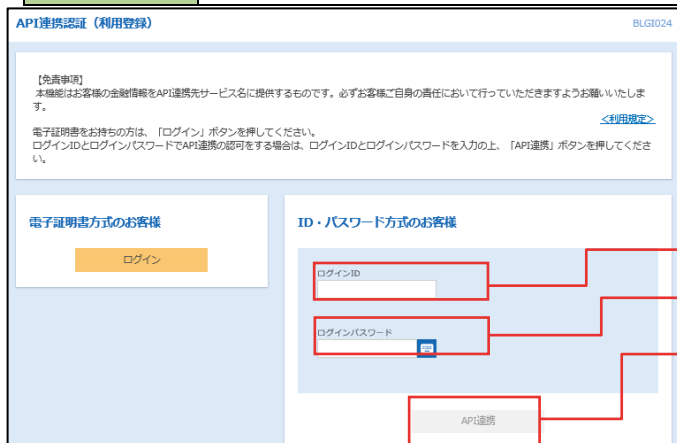 API連携認証（利用登録）
BLGI024
【免責事項】
本機能はお客様の金融情報をAPI連携先サービス名に提供するものです。必ずお客様ご自身の責任において行っていただきますようお願いいたしま
す。
<利用規定>
電子証明書をお持ちの方は、「ログイン」ボタンを押してください。
ログインIDとログインパスワードでAPI連携の認可をする場合は、ログインIDとログインパスワードを入力の上、「API連携」ボタンを押してくださ
い。
電子証明書方式のお客様
ログイン
ID・パスワード方式のお客様
ログインID
ログインパスワード
API連携